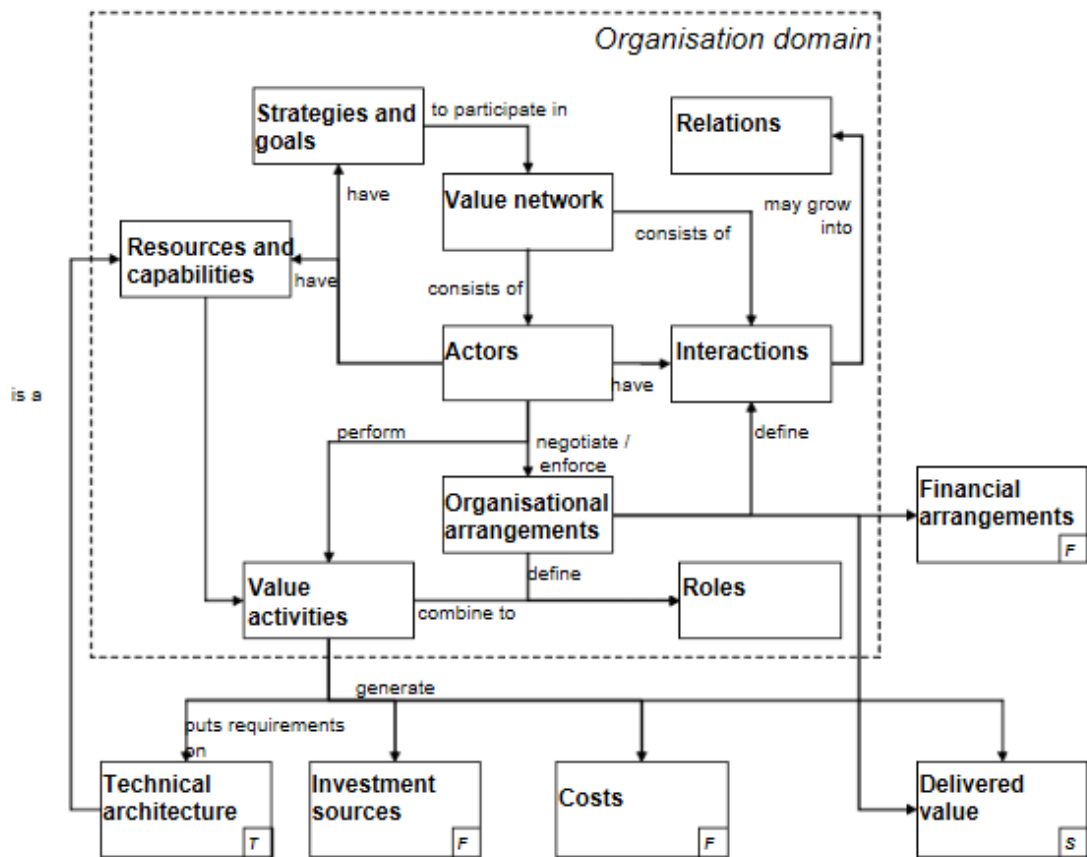 Organisation domain
Strategies and
goals
to participate in
Relations
have
Value network
may grow
into
consists of
Resources and
capabilities
have
consists of
Actors
Interactions
have
is a
perform
negotiate /
enforce
define
Organisational
arrangements
Financial
arrangements
F
define
Value
activities
combine to
Roles
generate
puts requirements
on
Technical
architecture
T
Investment
sources
F
Costs
F
Delivered
value
S